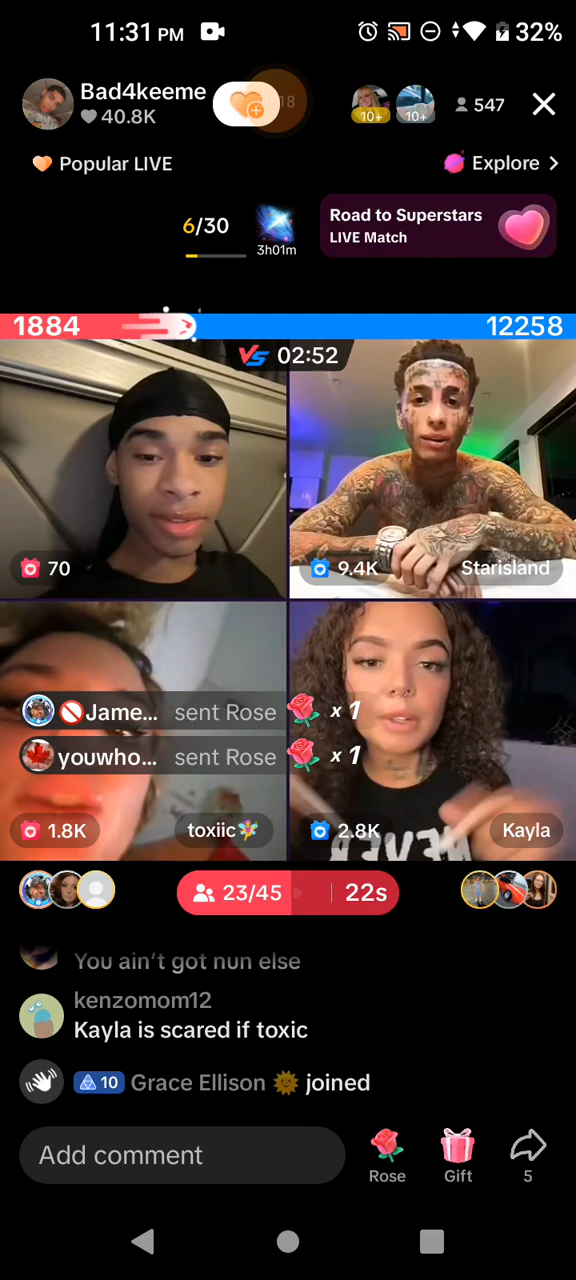 11:31 PM
32%
Bad4keeme
40.8K
10+
10+
547
Popular LIVE
Explore >
6/30
3h01m
Road to Superstars
LIVE Match
1884
12258
VS 02:52
70
9.4K
Starisland
Jame... sent Rose x 1
youwho... sent Rose x 1
1.8K
toxiic
2.8K
Kayla
23/45
22s
You ain't got nun else
kenzomom12
Kayla is scared if toxic
10 Grace Ellison joined
Add comment
Rose
Gift
5